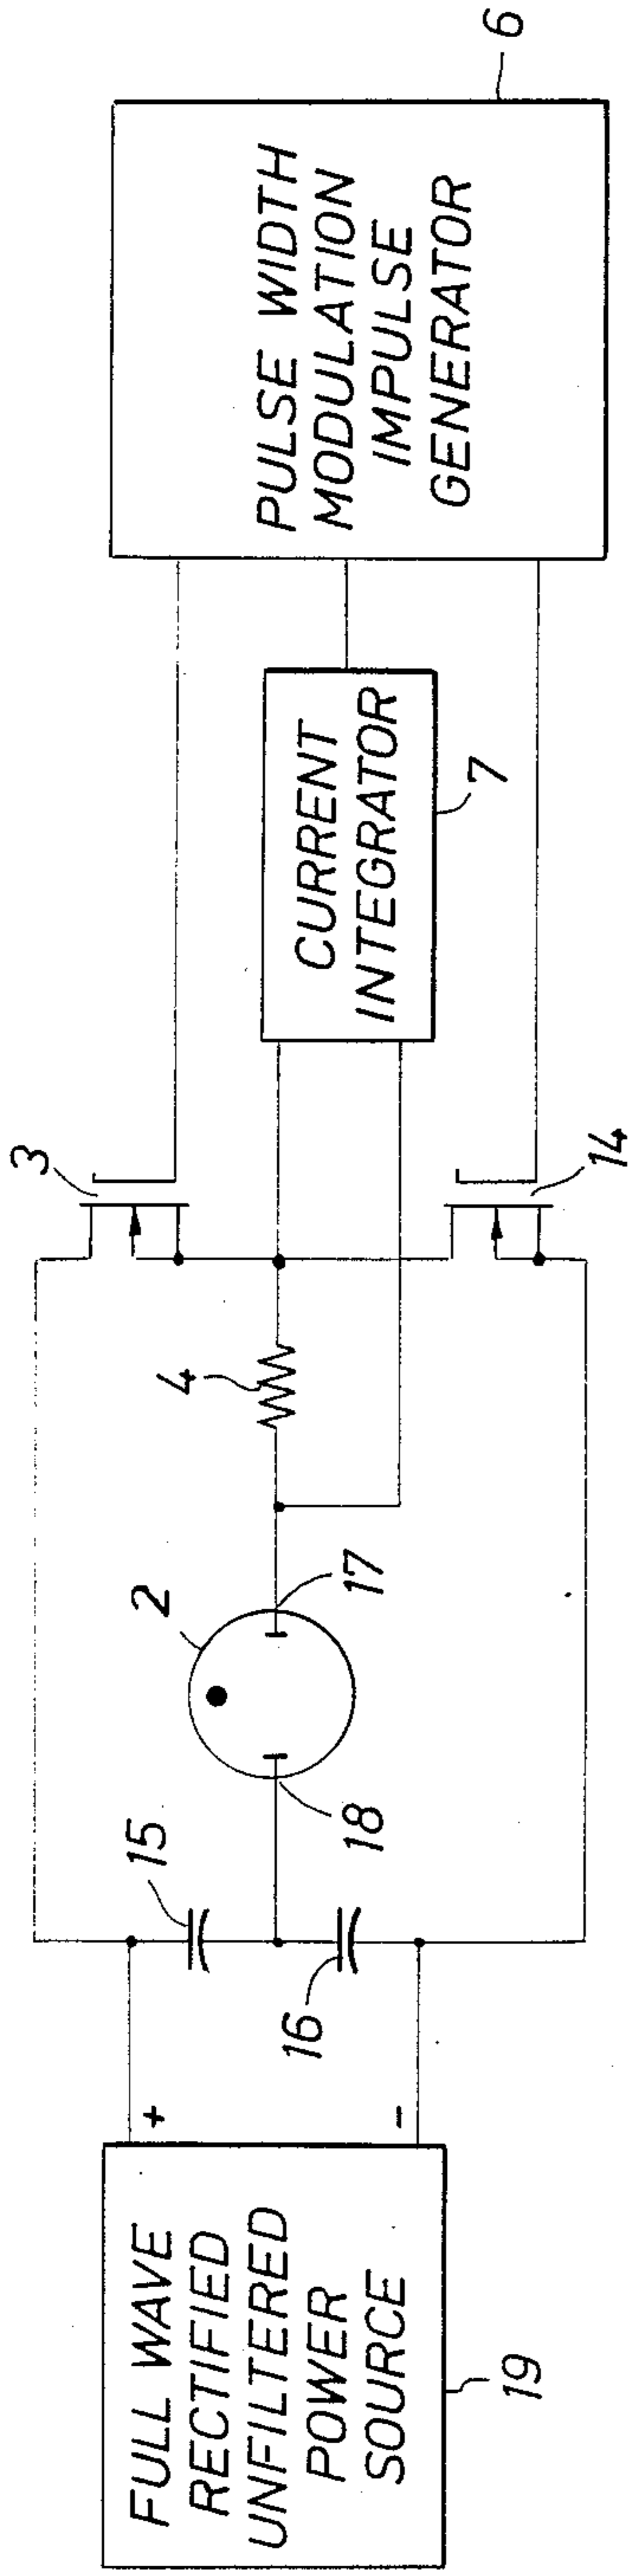 FULL WAVE
RECTIFIED
UNFILTERED
POWER
SOURCE
19
+
-
15
16
18
2
17
4
3
14
CURRENT
INTEGRATOR
7
PULSE WIDTH
MODULATION
IMPULSE
GENERATOR
6